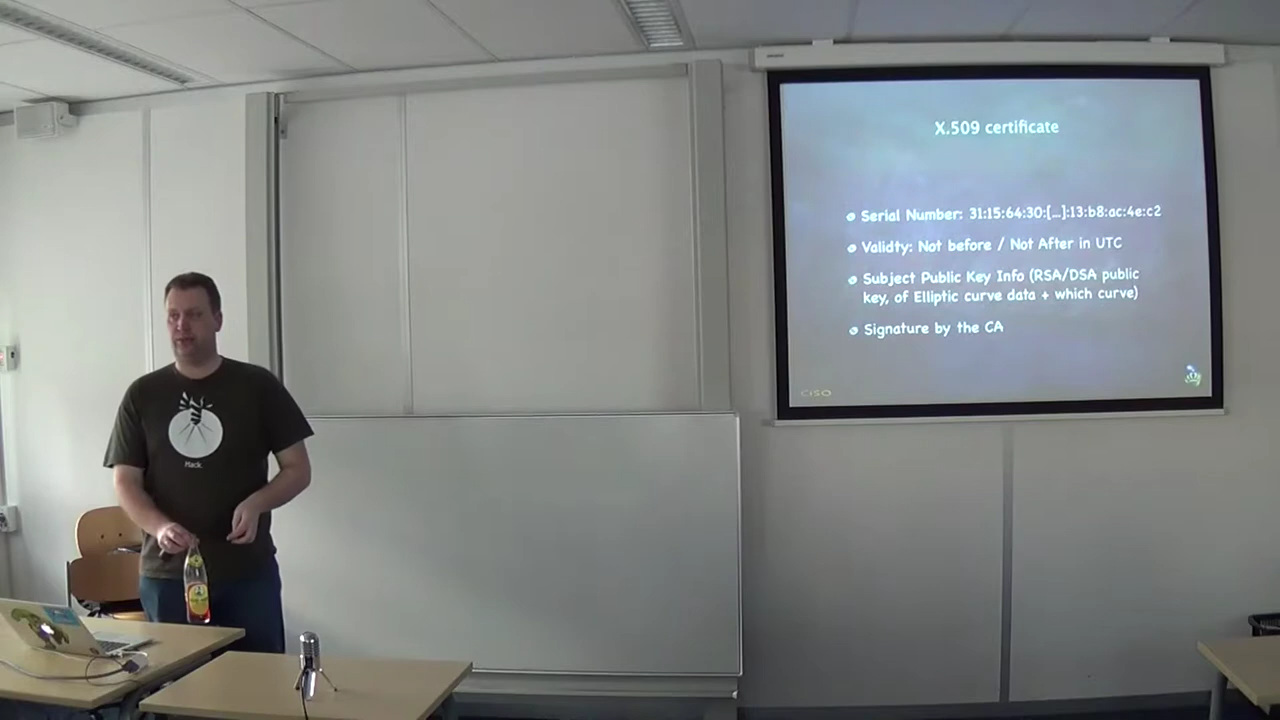 X.509 certificate
Serial Number: 31:15:64:30:[...]:13:b8:ac:4e:c2
Validty: Not before / Not After in UTC
Subject Public Key Info (RSA/DSA public
key, of Elliptic curve data + which curve)
Signature by the CA
CISO
Hack.